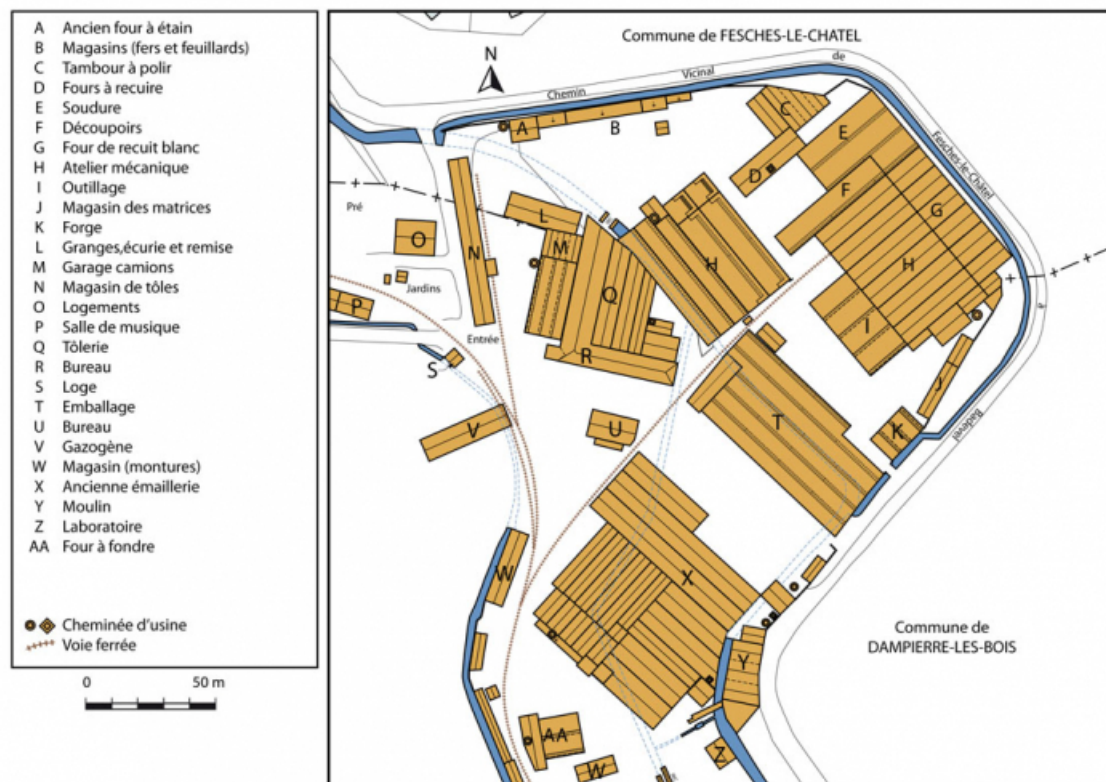 A Ancien four à étain
B Magasins (fers et feuillards)
C Tambour à polir
D Fours à recuire
E Soudure
F Découpoirs
G Four de recuit blanc
H Atelier mécanique
I Outillage
J Magasin des matrices
K Forge
L Granges,écurie et remise
M Garage camions
N Magasin de tôles
O Logements
P Salle de musique
Q Tôlerie
R Bureau
S Loge
T Emballage
U Bureau
V Gazogène
W Magasin (montures)
X Ancienne émaillerie
Y Moulin
Z Laboratoire
AA Four à fondre
Cheminée d'usine
Voie ferrée
0 50 m
Commune de FESCHES-LE-CHATEL
N
Chemin Vicinal de Fesches-le-Châtel à Badevel
A
B
C
D
E
F
G
H
I
J
K
L
M
N
O
P
Q
R
S
T
U
V
W
X
Y
Z
AA
W
H
Pré
Jardins
Entrée
Commune de
DAMPIERRE-LES-BOIS